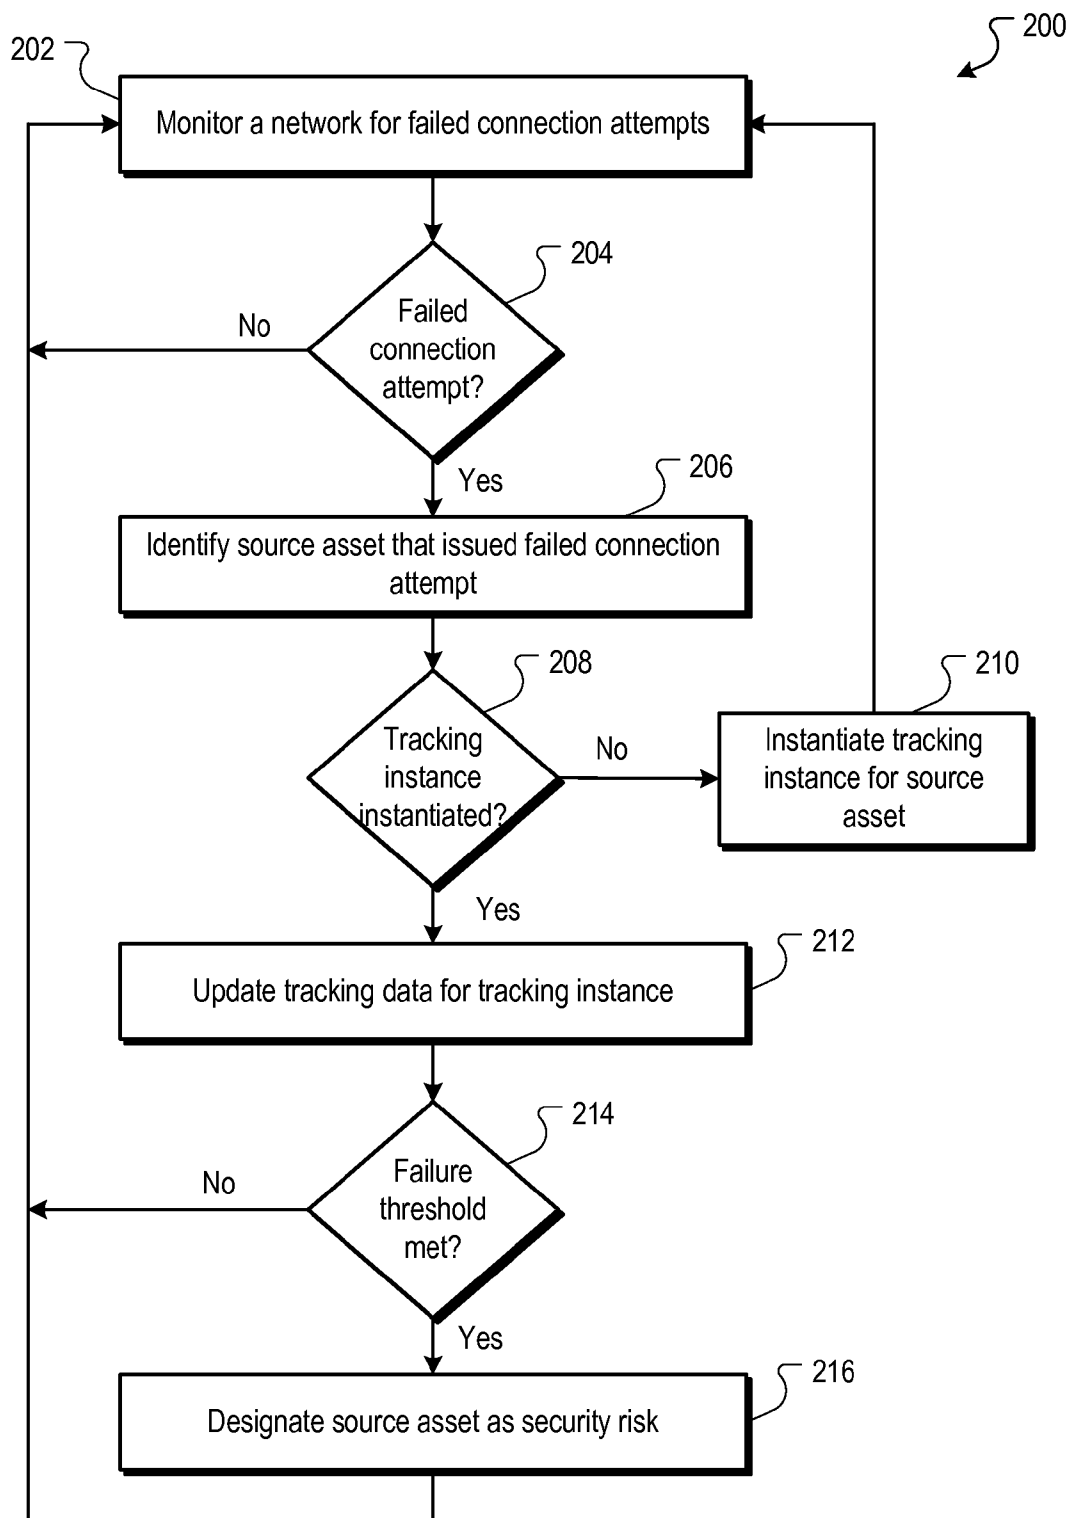 200
202
Monitor a network for failed connection attempts
204
Failed
connection
attempt?
No
Yes
206
Identify source asset that issued failed connection
attempt
208
Tracking
instance
instantiated?
No
210
Instantiate tracking
instance for source
asset
Yes
212
Update tracking data for tracking instance
214
Failure
threshold
met?
No
Yes
216
Designate source asset as security risk